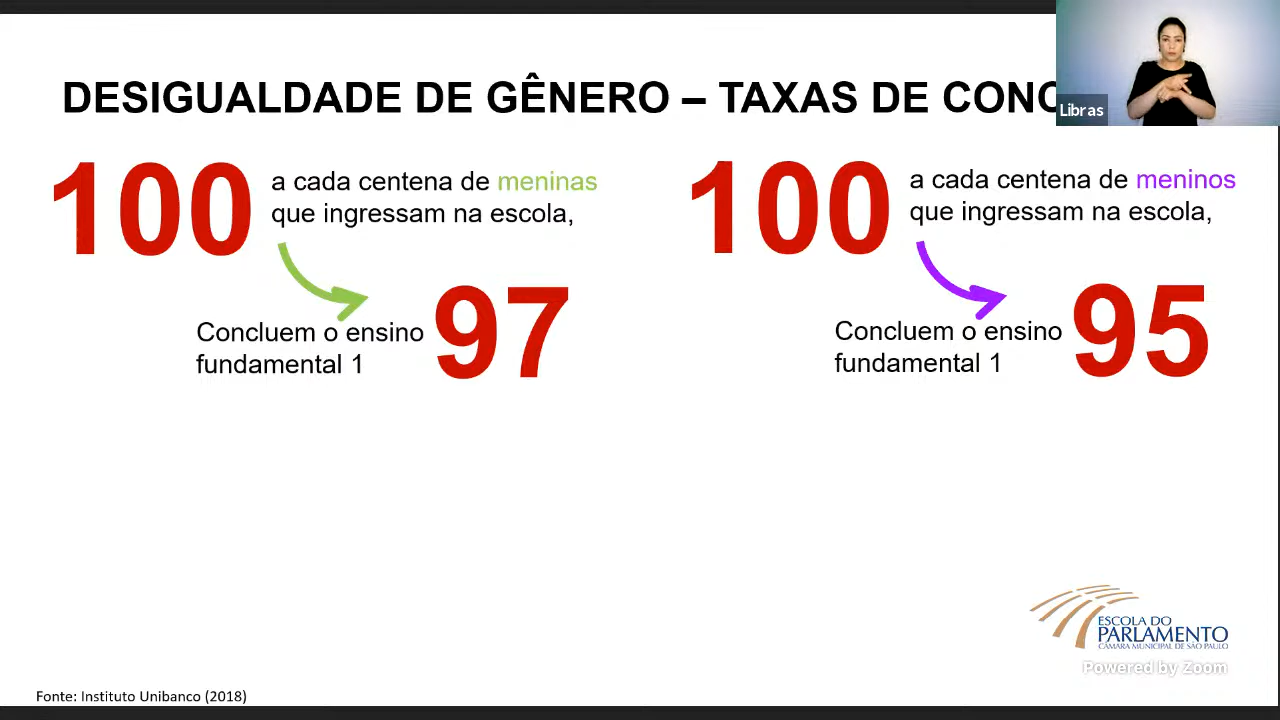 DESIGUALDADE DE GÊNERO – TAXAS DE
Libras
100
a cada centena de meninas
que ingressam na escola,
Concluem o ensino
fundamental 1
97
100
a cada centena de meninos
que ingressam na escola,
Concluem o ensino
fundamental 1
95
ESCOLA DO
PARLAMENTO
CÂMARA MUNICIPAL DE SÃO PAULO
Powered by Zoom
Fonte: Instituto Unibanco (2018)